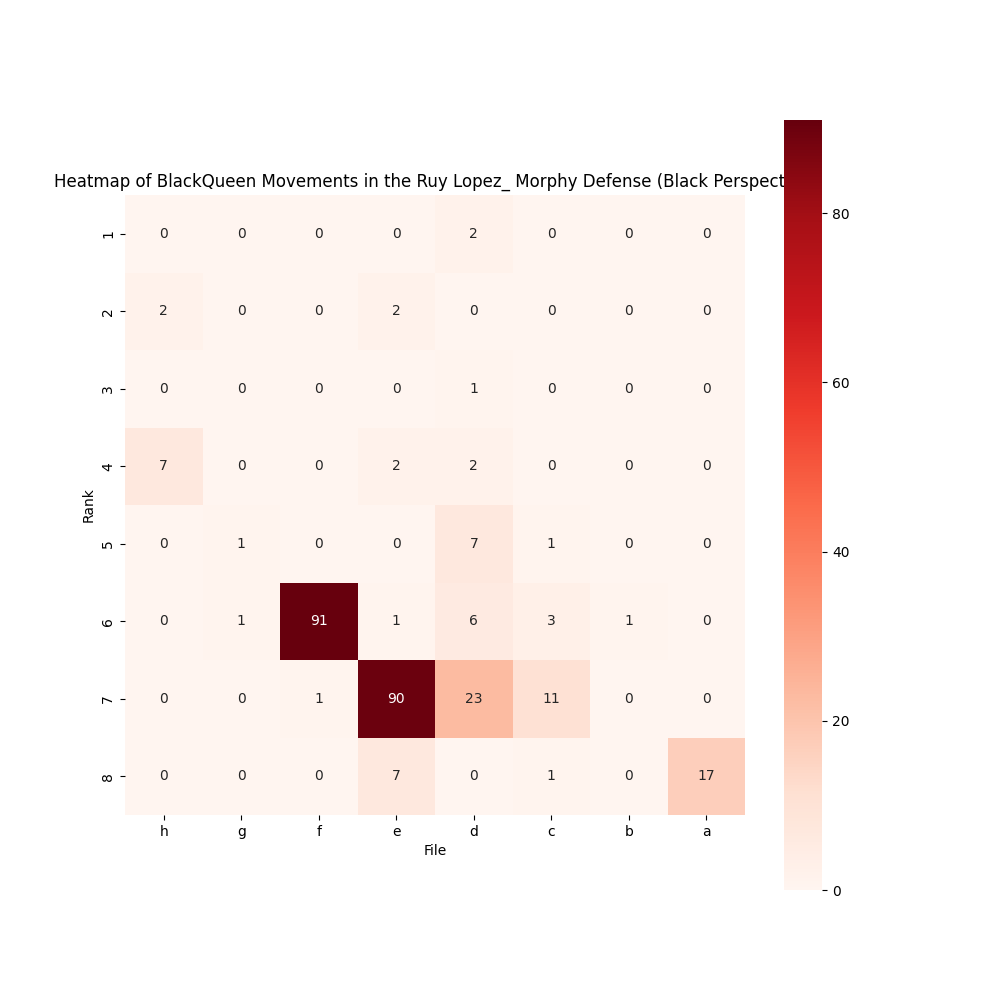 Heatmap of BlackQueen Movements in the Ruy Lopez_ Morphy Defense (Black Perspect
1 0 0 0 0 2 0 0 0
2 2 0 0 2 0 0 0 0
3 0 0 0 0 1 0 0 0
4 7 0 0 2 2 0 0 0
5 0 1 0 0 7 1 0 0
6 0 1 91 1 6 3 1 0
7 0 0 1 90 23 11 0 0
8 0 0 0 7 0 1 0 17
h g f e d c b a
Rank
File
80
60
40
20
0